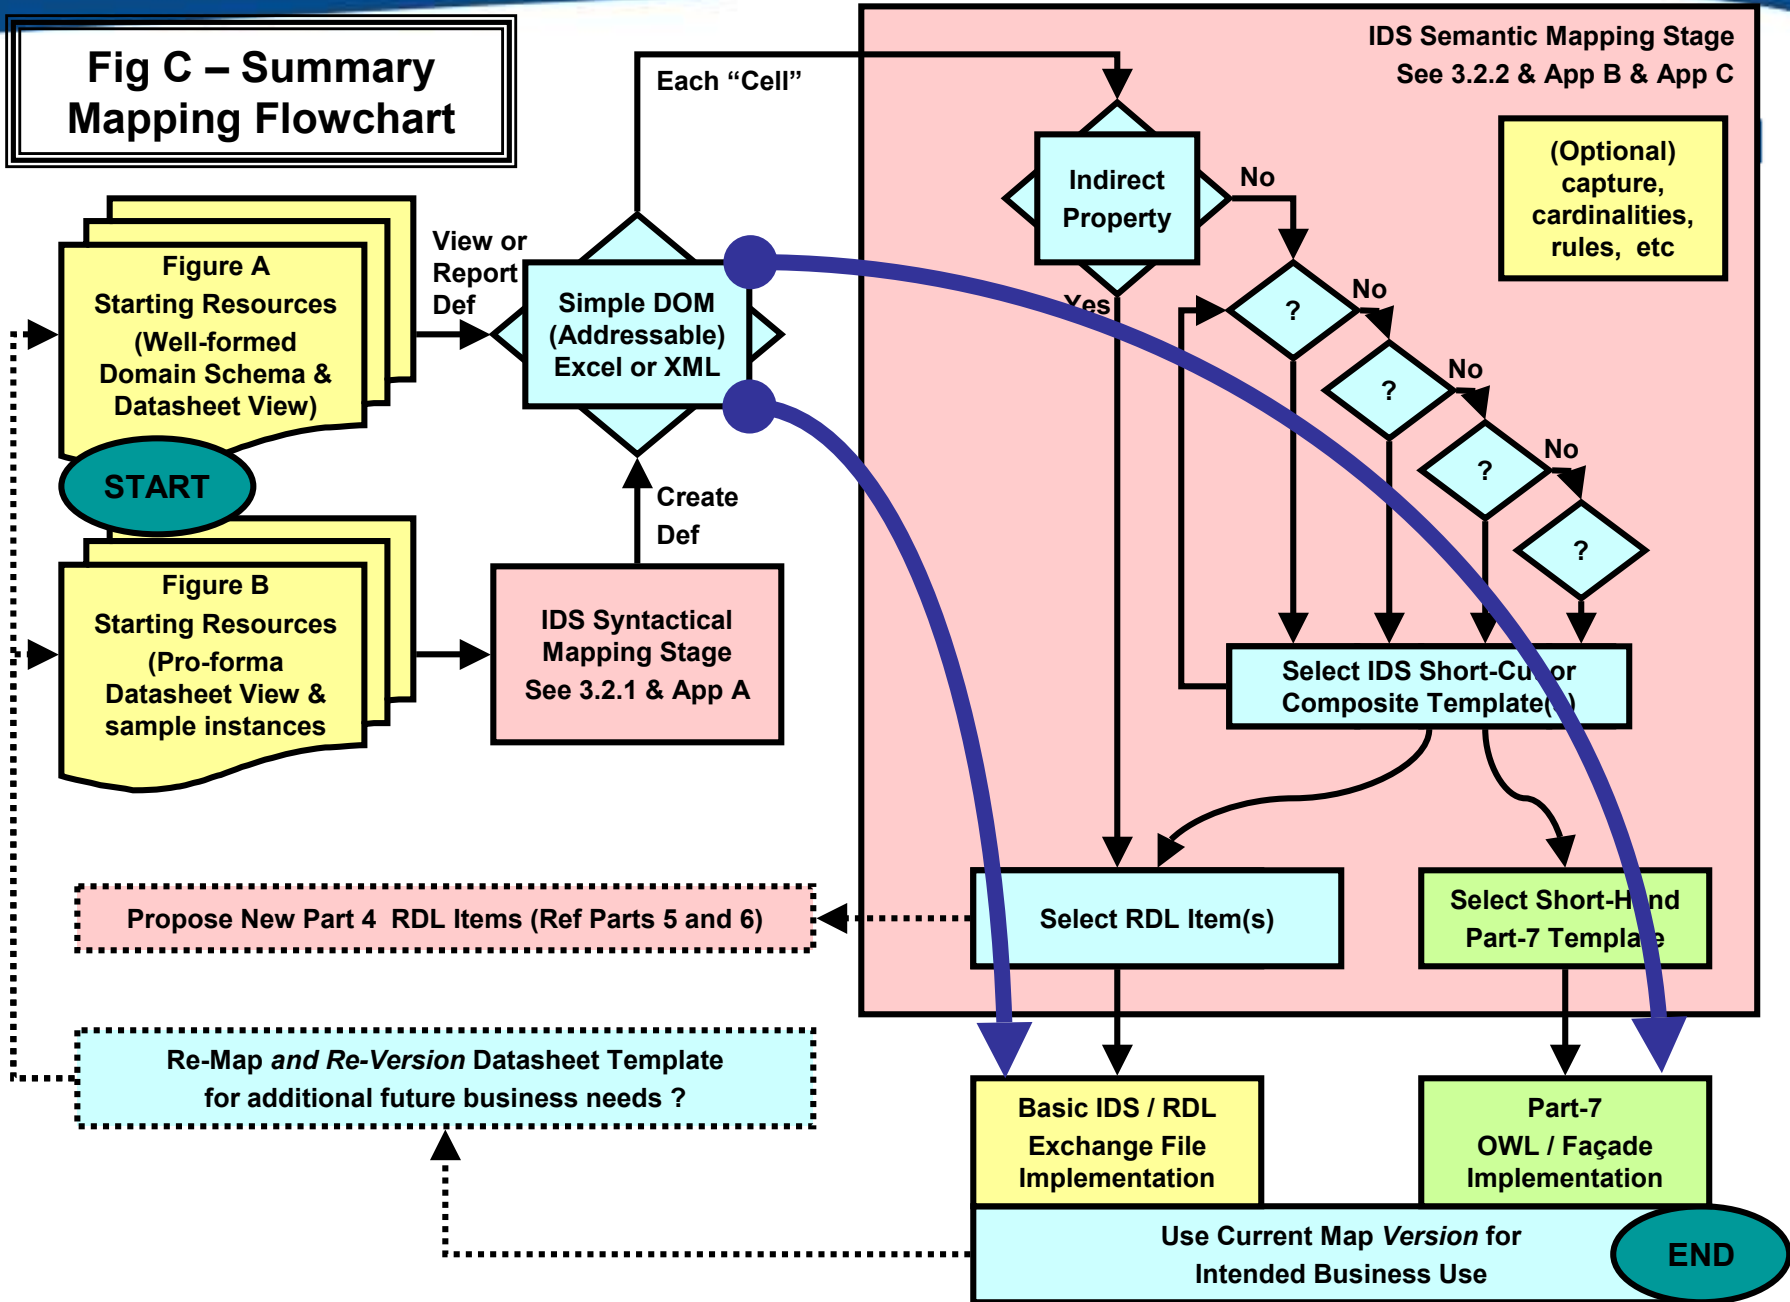 Fig C – Summary
Mapping Flowchart
IDS Semantic Mapping Stage
See 3.2.2 & App B & App C
Each “Cell”
(Optional)
capture,
cardinalities,
rules, etc
Indirect
Property
No
Yes
View or
Report
Def
Figure A
Starting Resources
(Well-formed
Domain Schema &
Datasheet View)
Simple DOM
(Addressable)
Excel or XML
?
No
?
No
?
No
?
START
Create
Def
Figure B
Starting Resources
(Pro-forma
Datasheet View &
sample instances
IDS Syntactical
Mapping Stage
See 3.2.1 & App A
Select IDS Short-Cut or
Composite Template(s)
Propose New Part 4 RDL Items (Ref Parts 5 and 6)
Select RDL Item(s)
Select Short-Hand
Part-7 Template
Re-Map and Re-Version Datasheet Template
for additional future business needs ?
Basic IDS / RDL
Exchange File
Implementation
Part-7
OWL / Façade
Implementation
Use Current Map Version for
Intended Business Use
END